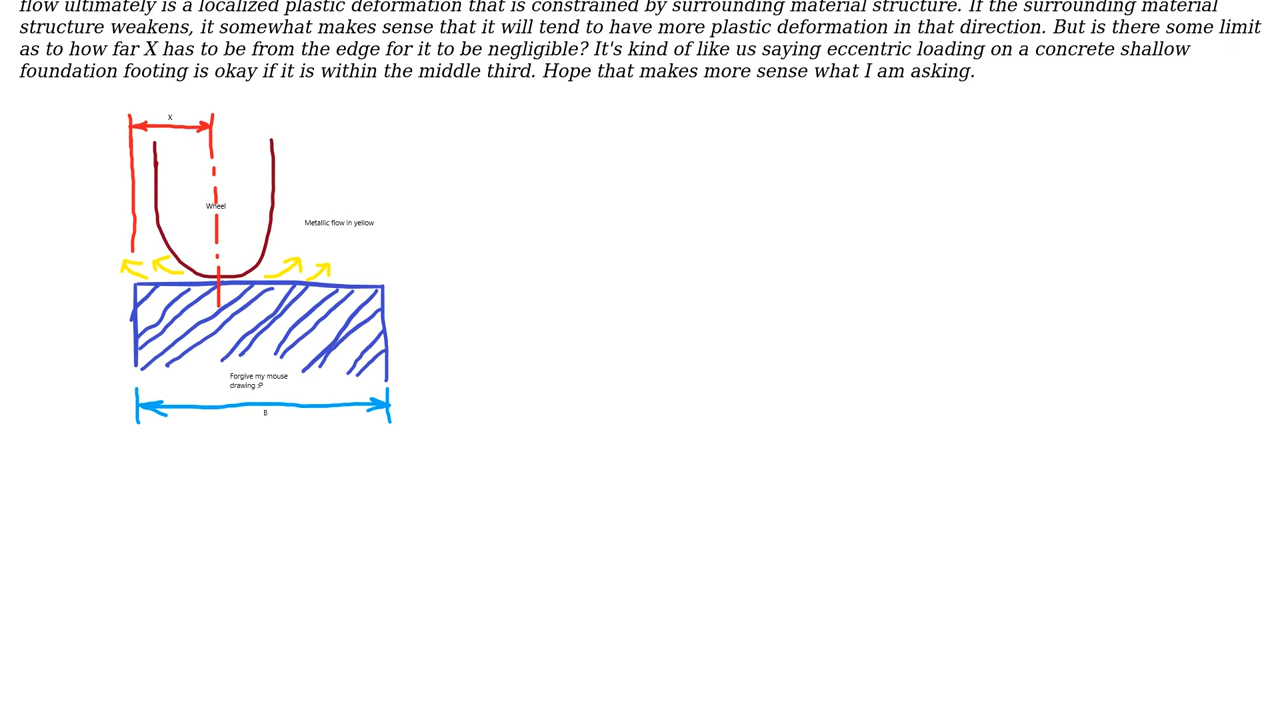 flow ultimately is a localized plastic deformation that is constrained by surrounding material structure. If the surrounding material
structure weakens, it somewhat makes sense that it will tend to have more plastic deformation in that direction. But is there some limit
as to how far X has to be from the edge for it to be negligible? It's kind of like us saying eccentric loading on a concrete shallow
foundation footing is okay if it is within the middle third. Hope that makes more sense what I am asking.
X
Wheel
Metallic flow in yellow
Forgive my mouse
drawing :P
B